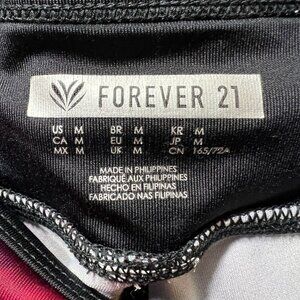 FOREVER 21
US M BR M KR M
CA M EU M JP M
MX M UK M CN 165/72A
MADE IN PHILIPPINES
FABRIQUÉ AUX PHILIPPINES
HECHO EN FILIPINAS
FABRICADO NAS FILIPINAS